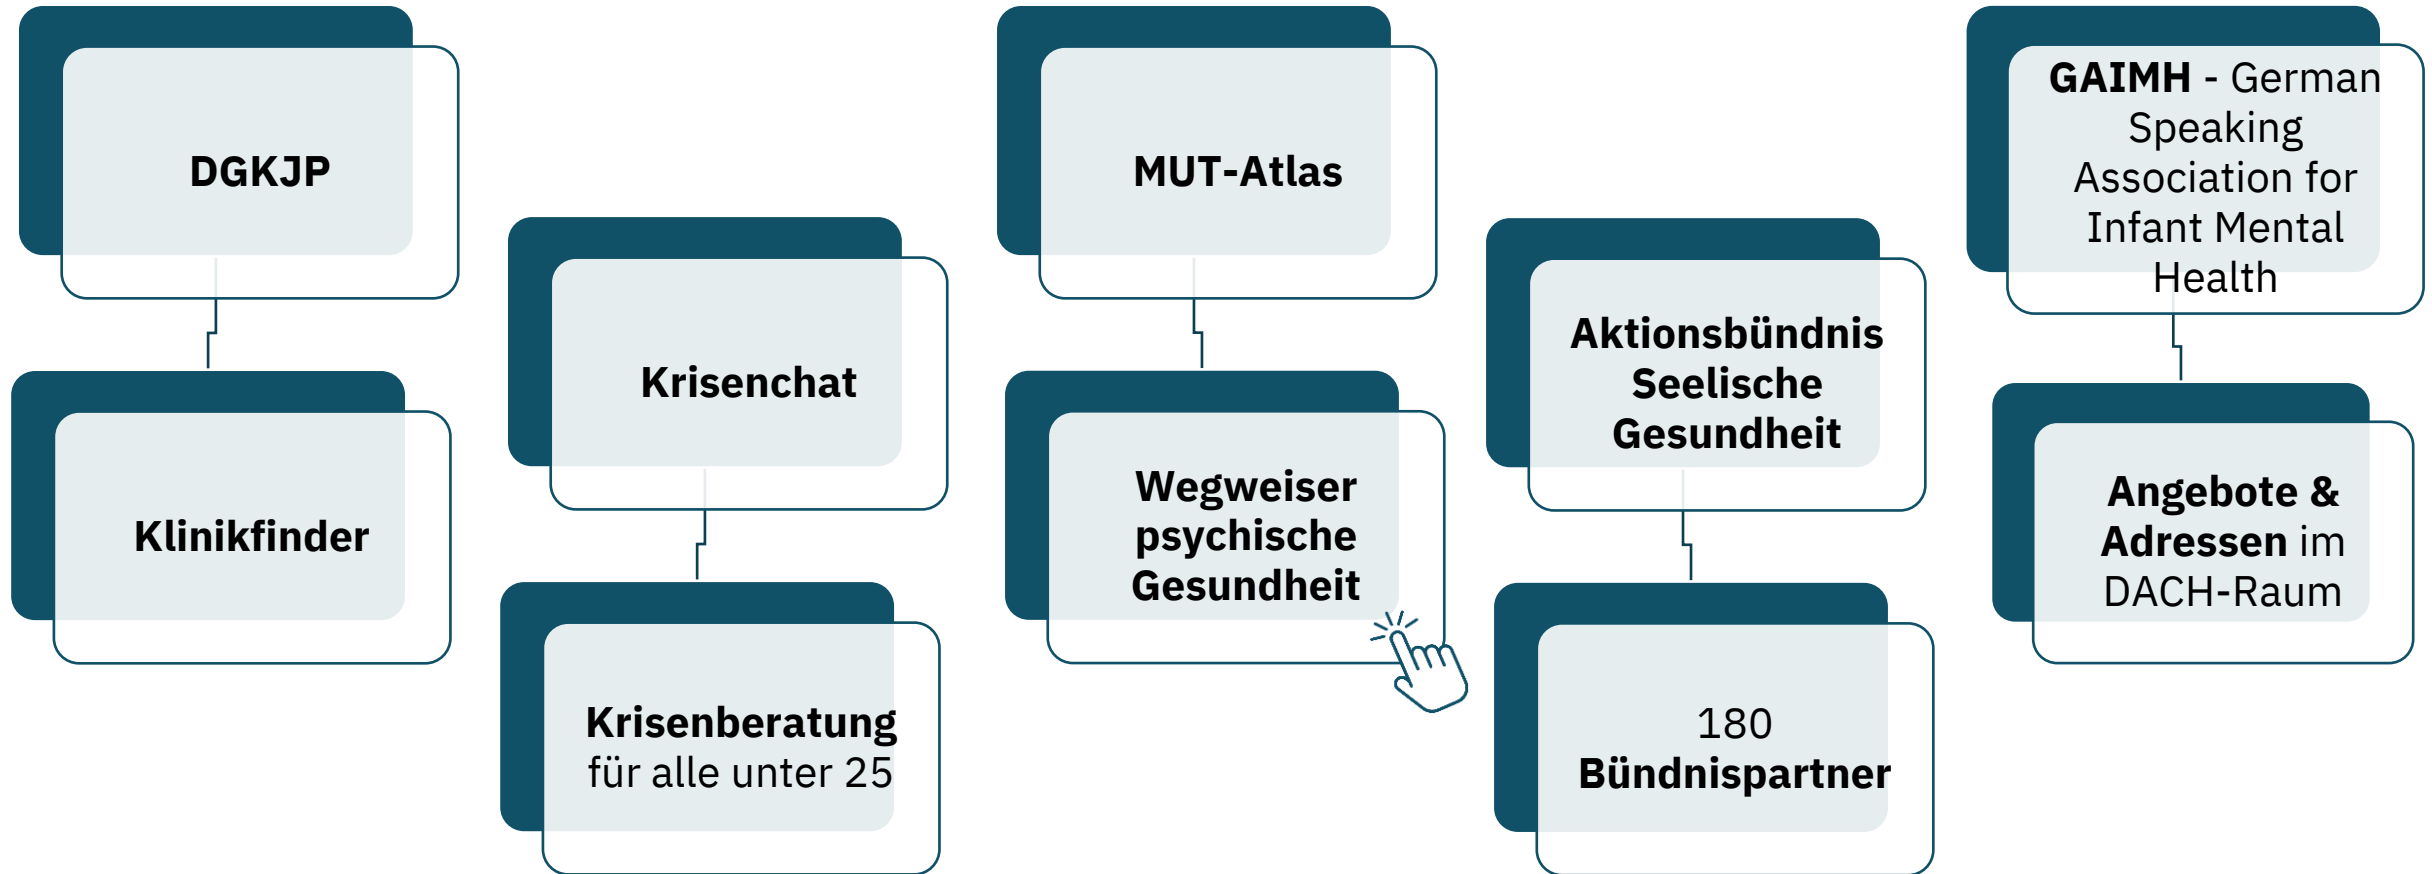 DGKJP
Klinikfinder
Krisenchat
Krisenberatung
für alle unter 25
MUT-Atlas
Wegweiser
psychische
Gesundheit
Aktionsbündnis
Seelische
Gesundheit
180
Bündnispartner
GAIMH - German
Speaking
Association for
Infant Mental
Health
Angebote &
Adressen im
DACH-Raum